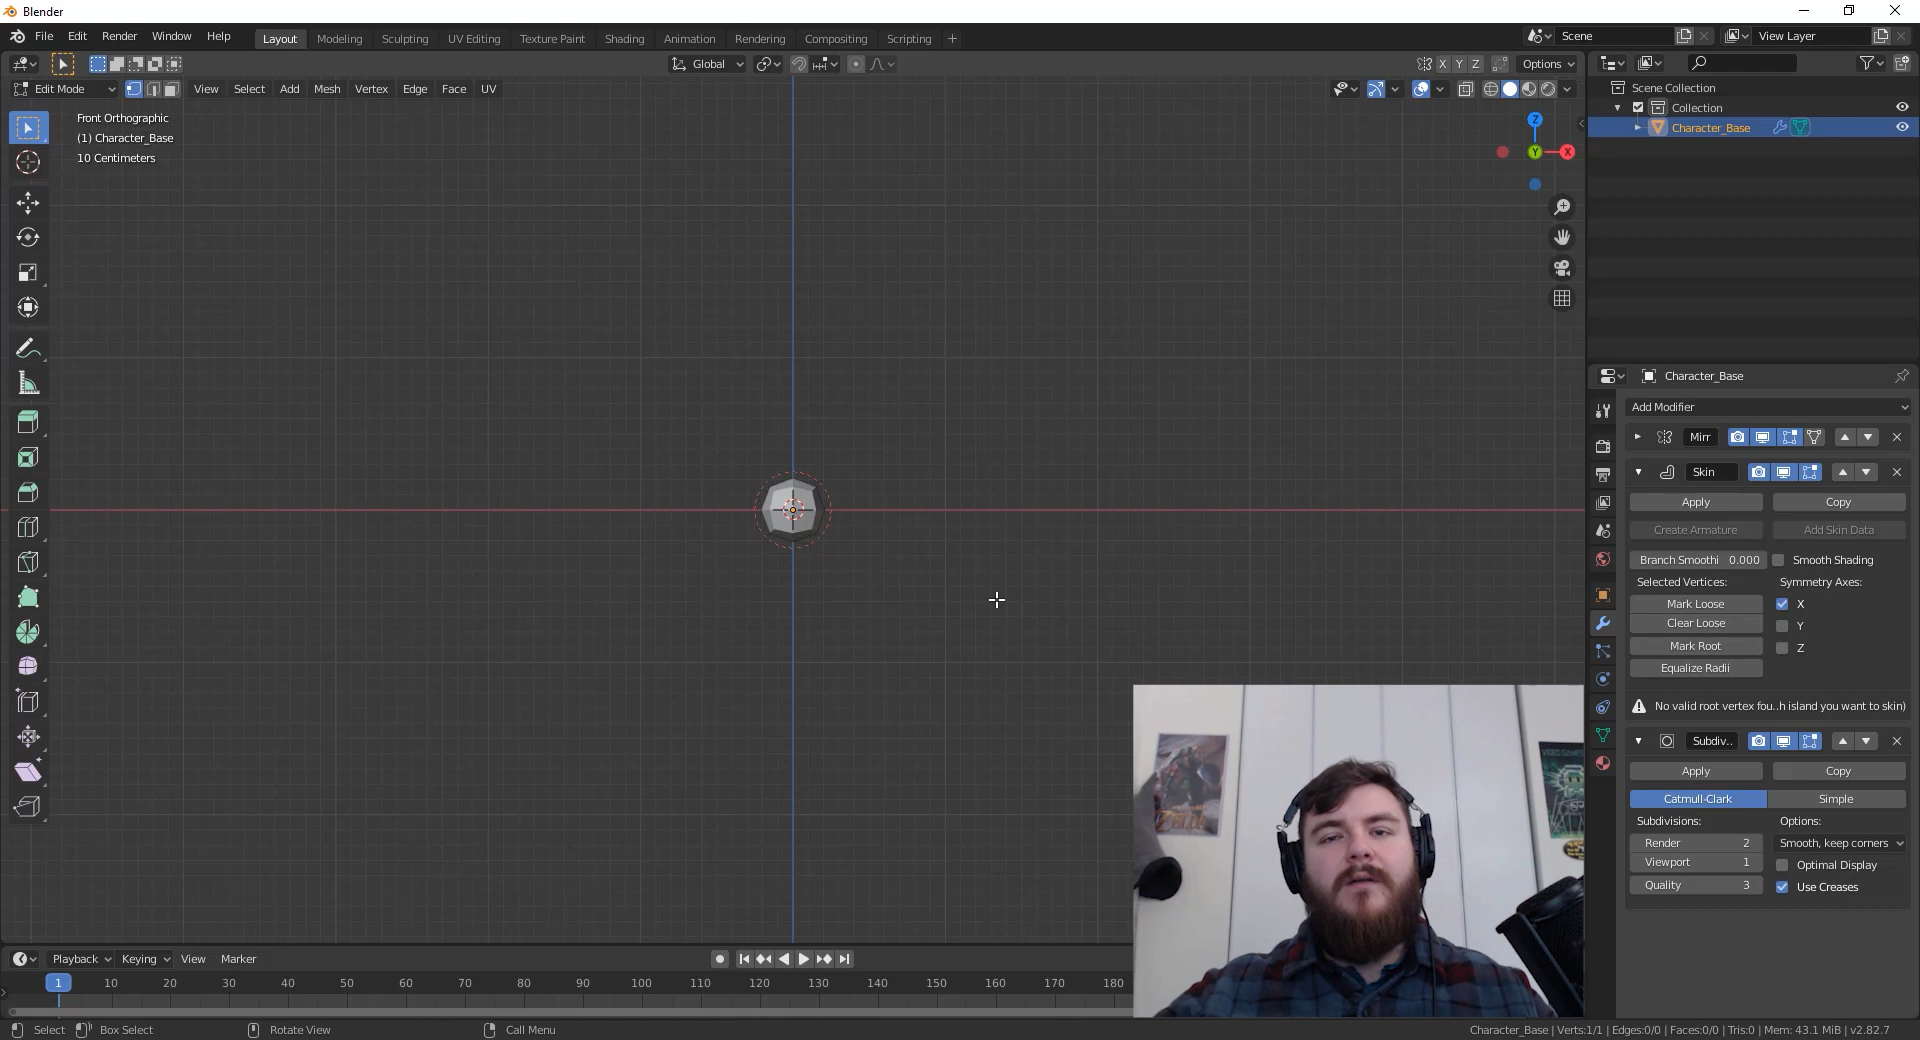 Blender
File Edit Render Window Help
Layout Modeling Sculpting UV Editing Texture Paint Shading Animation Rendering Compositing Scripting +
Scene
View Layer
Global
X Y Z
Options
Edit Mode
View Select Add Mesh Vertex Edge Face UV
Front Orthographic
(1) Character_Base
10 Centimeters
Z
Y
X
Scene Collection
Collection
Character_Base
Character_Base
Add Modifier
Mirr
Skin
Apply Copy
Create Armature Add Skin Data
Branch Smoothi 0.000 Smooth Shading
Selected Vertices: Symmetry Axes:
Mark Loose X
Clear Loose Y
Mark Root Z
Equalize Radii
No valid root vertex fou..h island you want to skin)
Subdiv..
Apply Copy
Catmull-Clark Simple
Subdivisions: Options:
Render 2 Smooth, keep corners
Viewport 1 Optimal Display
Quality 3 Use Creases
Playback Keying View Marker
1 10 20 30 40 50 60 70 80 90 100 110 120 130 140 150 160 170 180
Select Box Select Rotate View Call Menu
Character_Base | Verts:1/1 | Edges:0/0 | Faces:0/0 | Tris:0 | Mem: 43.1 MiB | v2.82.7